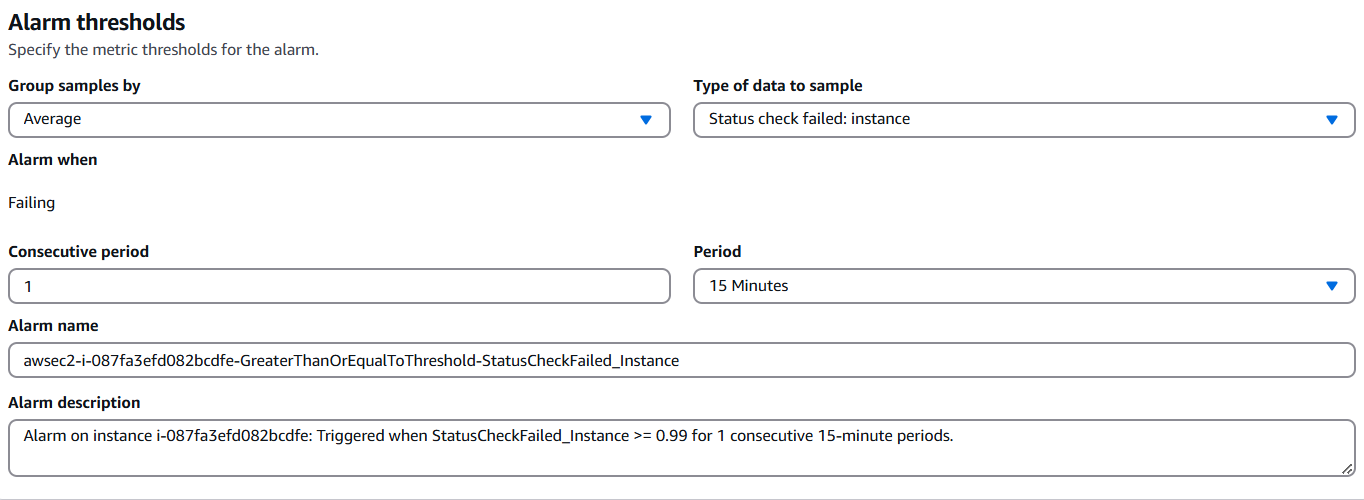 Alarm thresholds
Specify the metric thresholds for the alarm.
Group samples by
Average
Type of data to sample
Status check failed: instance
Alarm when
Failing
Consecutive period
1
Period
15 Minutes
Alarm name
awsec2-i-087fa3efd082bcdfe-GreaterThanOrEqualToThreshold-StatusCheckFailed_Instance
Alarm description
Alarm on instance i-087fa3efd082bcdfe: Triggered when StatusCheckFailed_Instance >= 0.99 for 1 consecutive 15-minute periods.